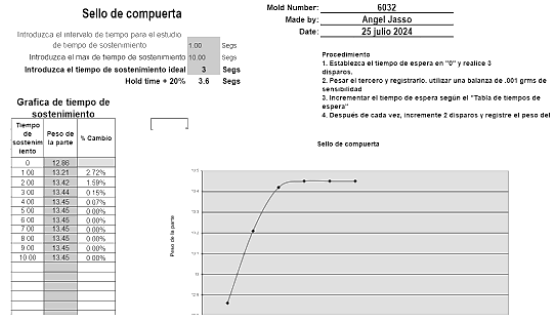 Sello de compuerta
Mold Number: 6032
Made by: Angel Jasso
Date: 25 julio 2024
Introduzca el intervalo de tiempo para el estudio
de tiempo de sostenimiento 1.00 Segs
Introduzca el max de tiempo de sostenimiento 10.00 Segs
Introduzca el tiempo de sostenimiento ideal 3 Segs
Hold time + 20% 3.6 Segs
Procedimiento
1. Establezca el tiempo de espera en "0" y realice 3
disparos,
2. Pesar el tercero y registrarlo. utilizar una balanza de .001 grms de
sensibilidad
3. Incrementar el tiempo de espera según el "Tabla de tiempos de
espera"
4. Después de cada vez, incremente 2 disparos y registre el peso del
Grafica de tiempo de
sostenimiento
Tiempo
de
sostenim
iento
Peso de
la parte
% Cambio
0 12.86
1.00 13.21 2.72%
2.00 13.42 1.59%
3.00 13.44 0.15%
4.00 13.45 0.07%
5.00 13.45 0.00%
6.00 13.45 0.00%
7.00 13.45 0.00%
8.00 13.45 0.00%
9.00 13.45 0.00%
10.00 13.45 0.00%
Sello de compuerta
Peso de la parte